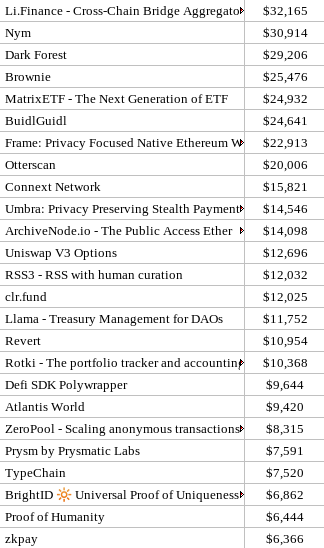 Li.Finance - Cross-Chain Bridge Aggregato $32,165
Nym $30,914
Dark Forest $29,206
Brownie $25,476
MatrixETF - The Next Generation of ETF $24,932
BuidlGuidl $24,641
Frame: Privacy Focused Native Ethereum W $22,913
Otterscan $20,006
Connext Network $15,821
Umbra: Privacy Preserving Stealth Payment $14,546
ArchiveNode.io - The Public Access Ether $14,098
Uniswap V3 Options $12,696
RSS3 - RSS with human curation $12,032
clr.fund $12,025
Llama - Treasury Management for DAOs $11,752
Revert $10,954
Rotki - The portfolio tracker and accounting $10,368
Defi SDK Polywrapper $9,644
Atlantis World $9,420
ZeroPool - Scaling anonymous transactions $8,315
Prysm by Prysmatic Labs $7,591
TypeChain $7,520
BrightID 🔆 Universal Proof of Uniqueness $6,862
Proof of Humanity $6,444
zkpay $6,366